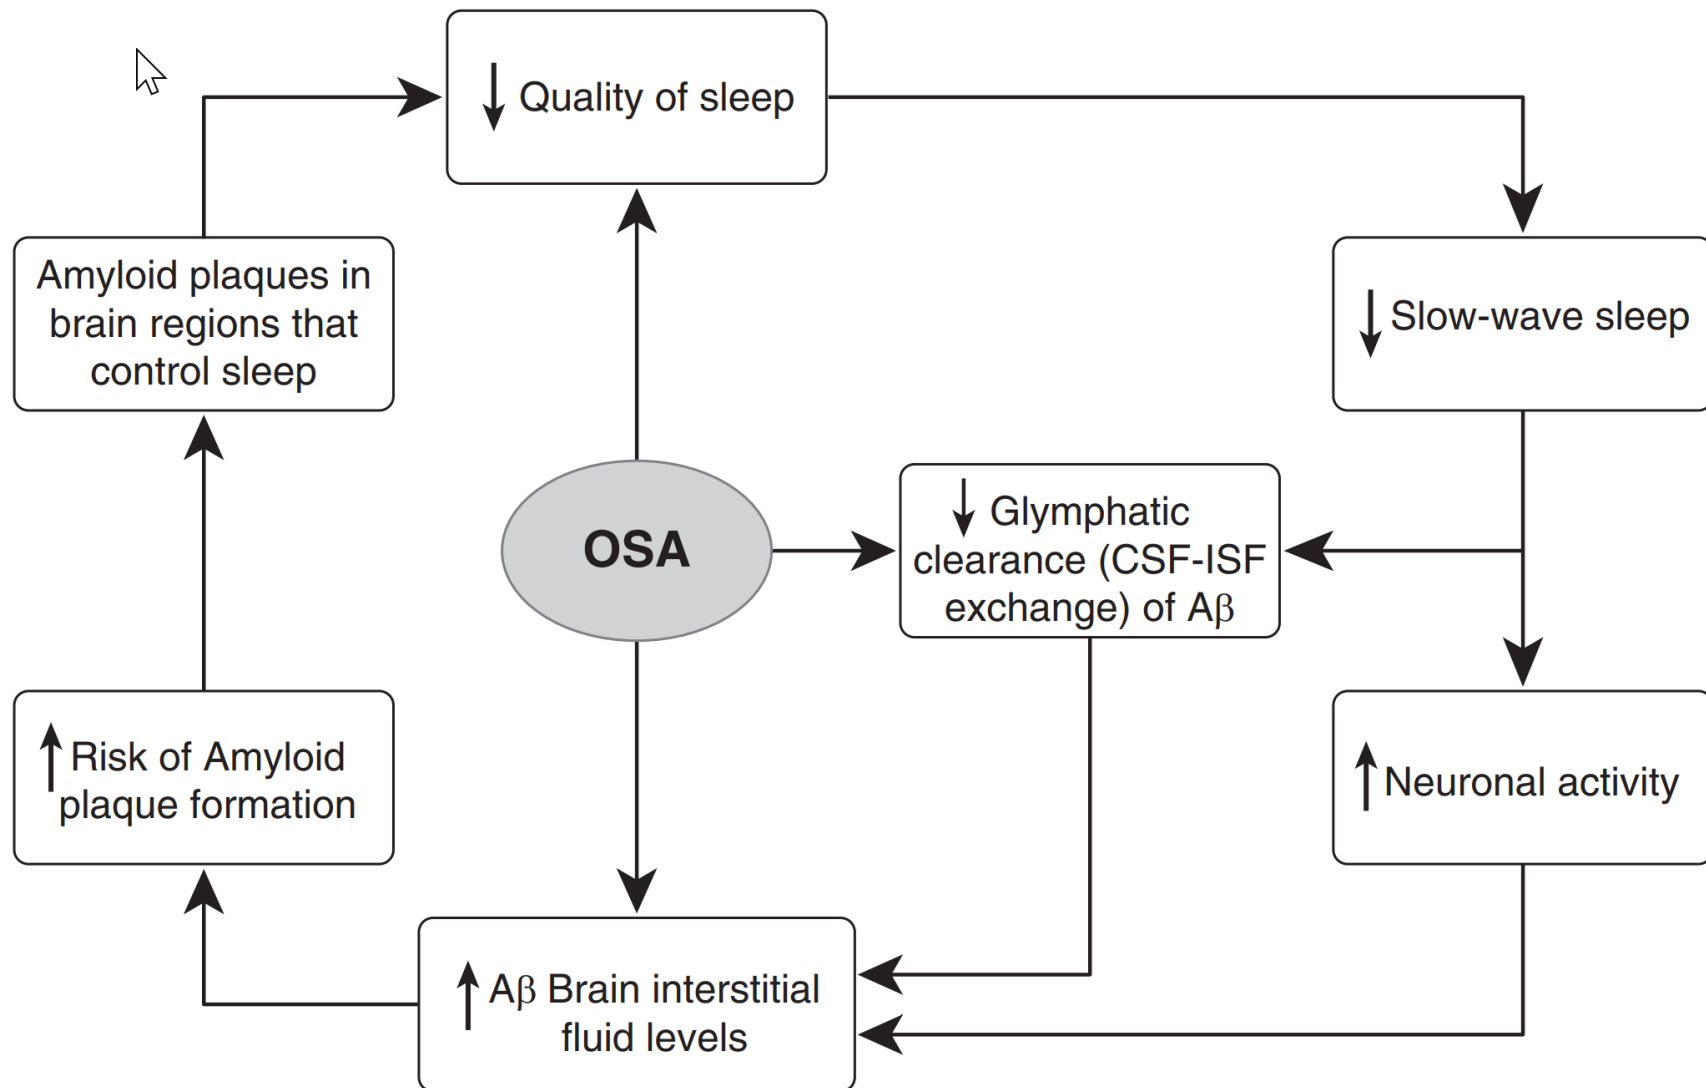 ↓ Quality of sleep
Amyloid plaques in
brain regions that
control sleep
↓ Slow-wave sleep
OSA
↓ Glymphatic
clearance (CSF-ISF
exchange) of Aβ
↑ Risk of Amyloid
plaque formation
↑ Neuronal activity
↑ Aβ Brain interstitial
fluid levels